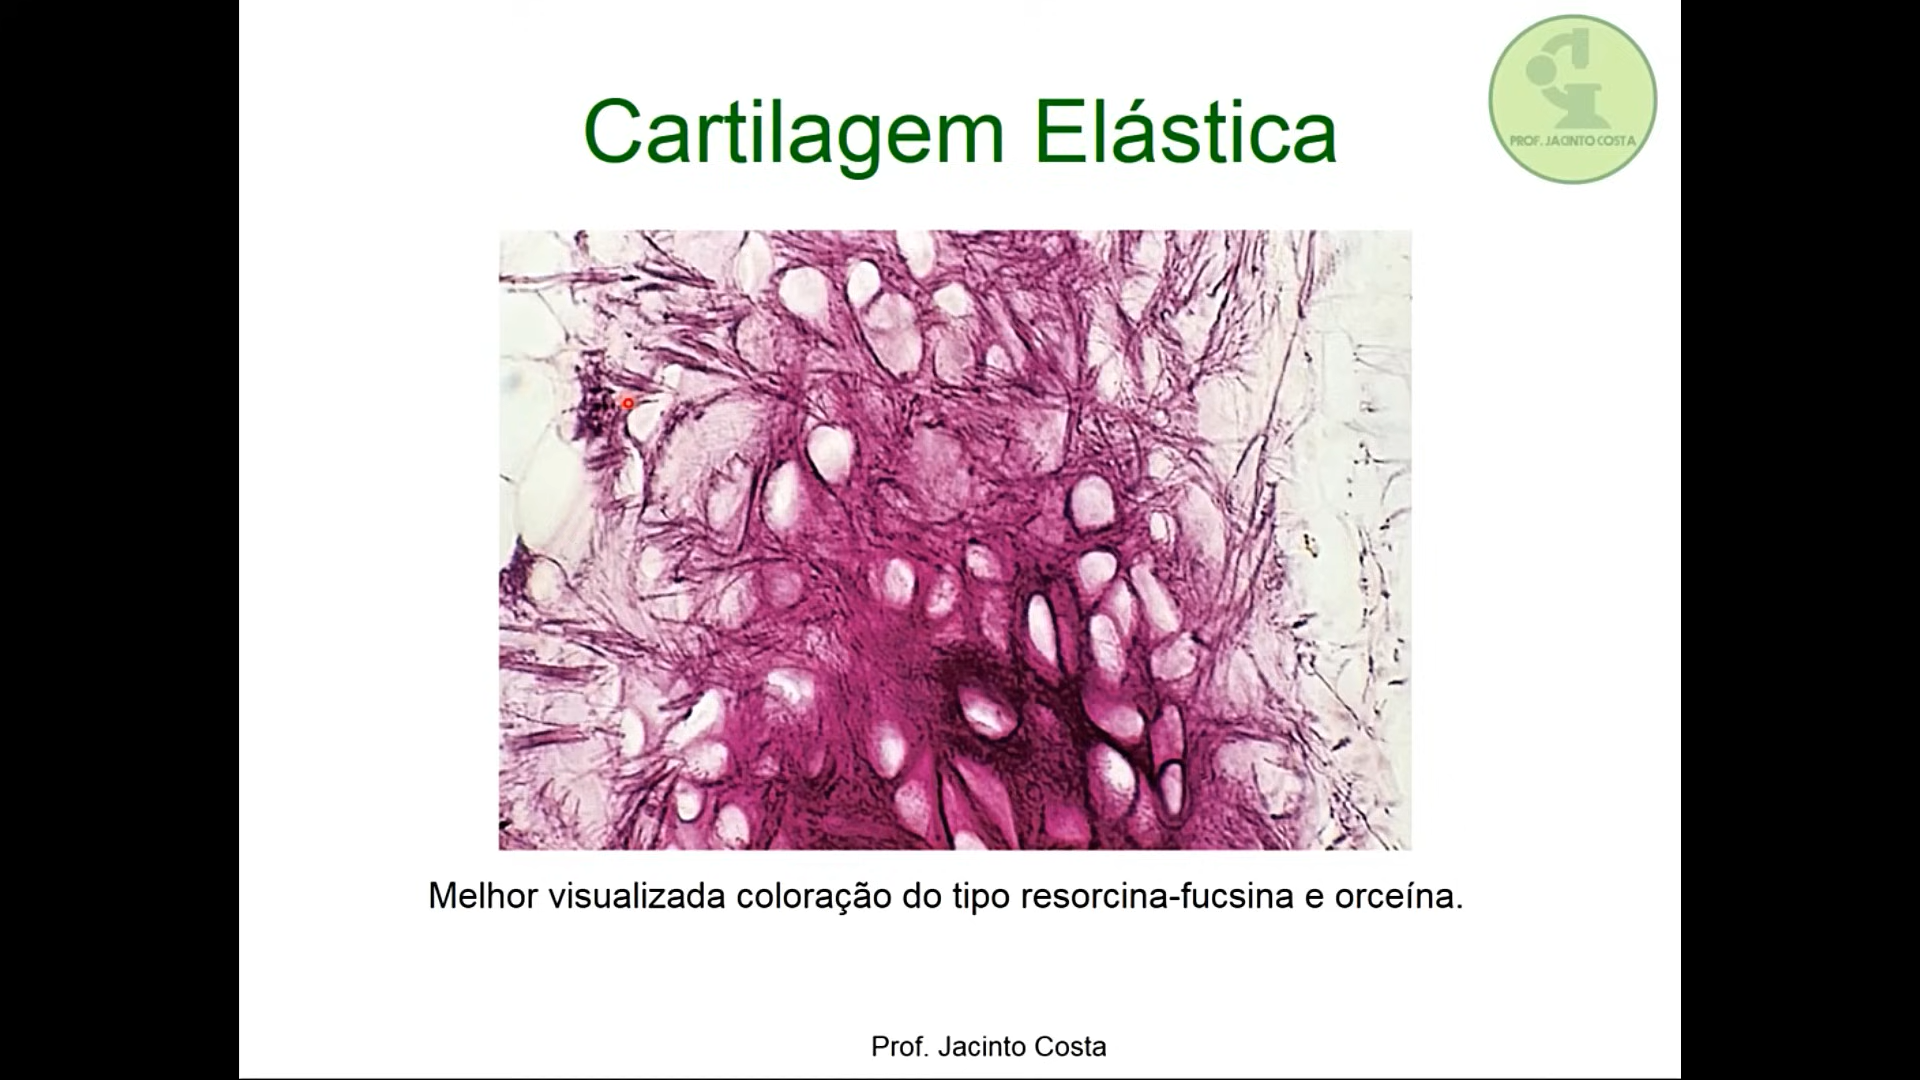 PROF. JACINTO COSTA
Cartilagem Elástica
Melhor visualizada coloração do tipo resorcina-fucsina e orceína.
Prof. Jacinto Costa